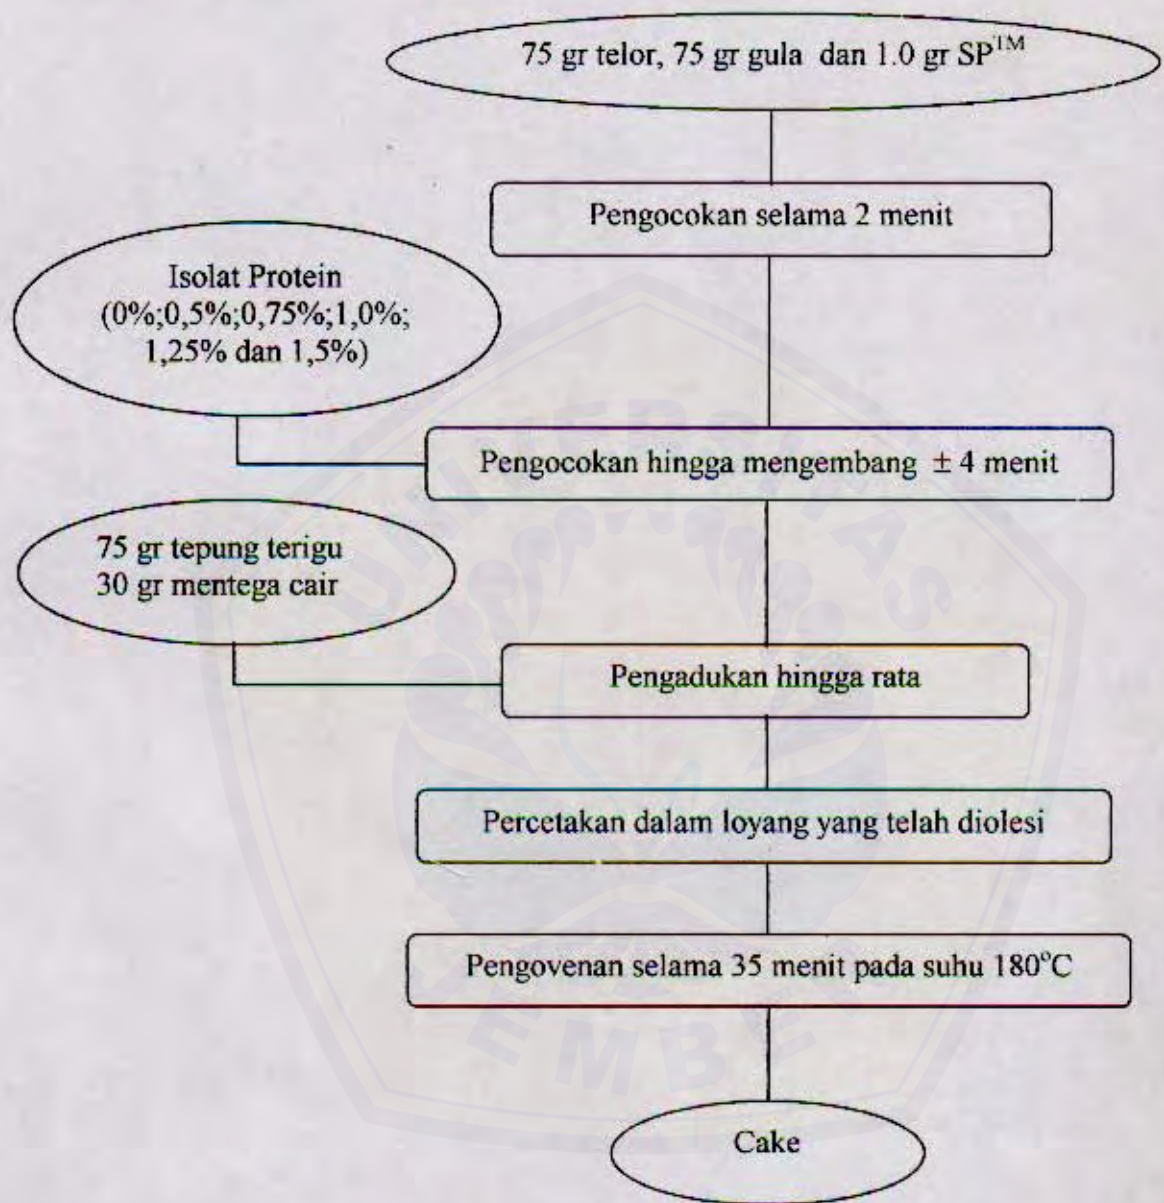 75 gr telor, 75 gr gula dan 1.0 gr SP™
Pengocokan selama 2 menit
Isolat Protein
(0%;0,5%;0,75%;1,0%;
1,25% dan 1,5%)
Pengocokan hingga mengembang ± 4 menit
75 gr tepung terigu
30 gr mentega cair
Pengadukan hingga rata
Percetakan dalam loyang yang telah diolesi
Pengovenan selama 35 menit pada suhu 180°C
Cake
UNIVERSITAS
JEMBER